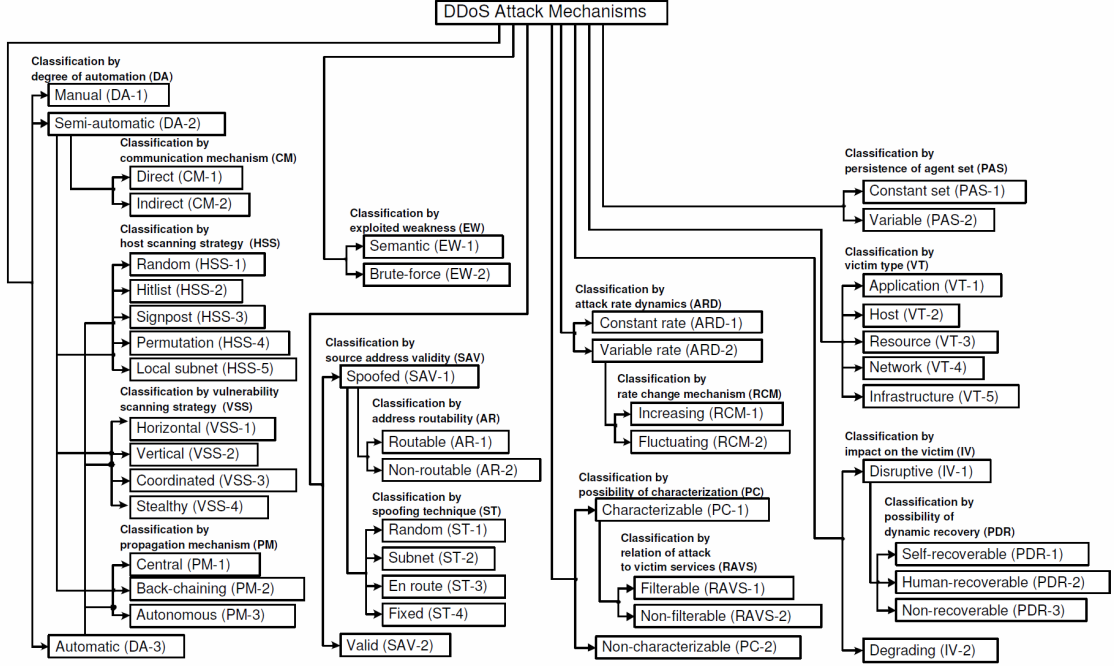 DDoS Attack Mechanisms
Classification by
degree of automation (DA)
Manual (DA-1)
Semi-automatic (DA-2)
Classification by
communication mechanism (CM)
Direct (CM-1)
Indirect (CM-2)
Classification by
host scanning strategy (HSS)
Random (HSS-1)
Hitlist (HSS-2)
Signpost (HSS-3)
Permutation (HSS-4)
Local subnet (HSS-5)
Classification by vulnerability
scanning strategy (VSS)
Horizontal (VSS-1)
Vertical (VSS-2)
Coordinated (VSS-3)
Stealthy (VSS-4)
Classification by
propagation mechanism (PM)
Central (PM-1)
Back-chaining (PM-2)
Autonomous (PM-3)
Automatic (DA-3)
Classification by
exploited weakness (EW)
Semantic (EW-1)
Brute-force (EW-2)
Classification by
source address validity (SAV)
Spoofed (SAV-1)
Classification by
address routability (AR)
Routable (AR-1)
Non-routable (AR-2)
Classification by
spoofing technique (ST)
Random (ST-1)
Subnet (ST-2)
En route (ST-3)
Fixed (ST-4)
Valid (SAV-2)
Classification by
attack rate dynamics (ARD)
Constant rate (ARD-1)
Variable rate (ARD-2)
Classification by
rate change mechanism (RCM)
Increasing (RCM-1)
Fluctuating (RCM-2)
Classification by
possibility of characterization (PC)
Characterizable (PC-1)
Classification by
relation of attack
to victim services (RAVS)
Filterable (RAVS-1)
Non-filterable (RAVS-2)
Non-characterizable (PC-2)
Classification by
persistence of agent set (PAS)
Constant set (PAS-1)
Variable (PAS-2)
Classification by
victim type (VT)
Application (VT-1)
Host (VT-2)
Resource (VT-3)
Network (VT-4)
Infrastructure (VT-5)
Classification by
impact on the victim (IV)
Disruptive (IV-1)
Classification by
possibility of
dynamic recovery (PDR)
Self-recoverable (PDR-1)
Human-recoverable (PDR-2)
Non-recoverable (PDR-3)
Degrading (IV-2)